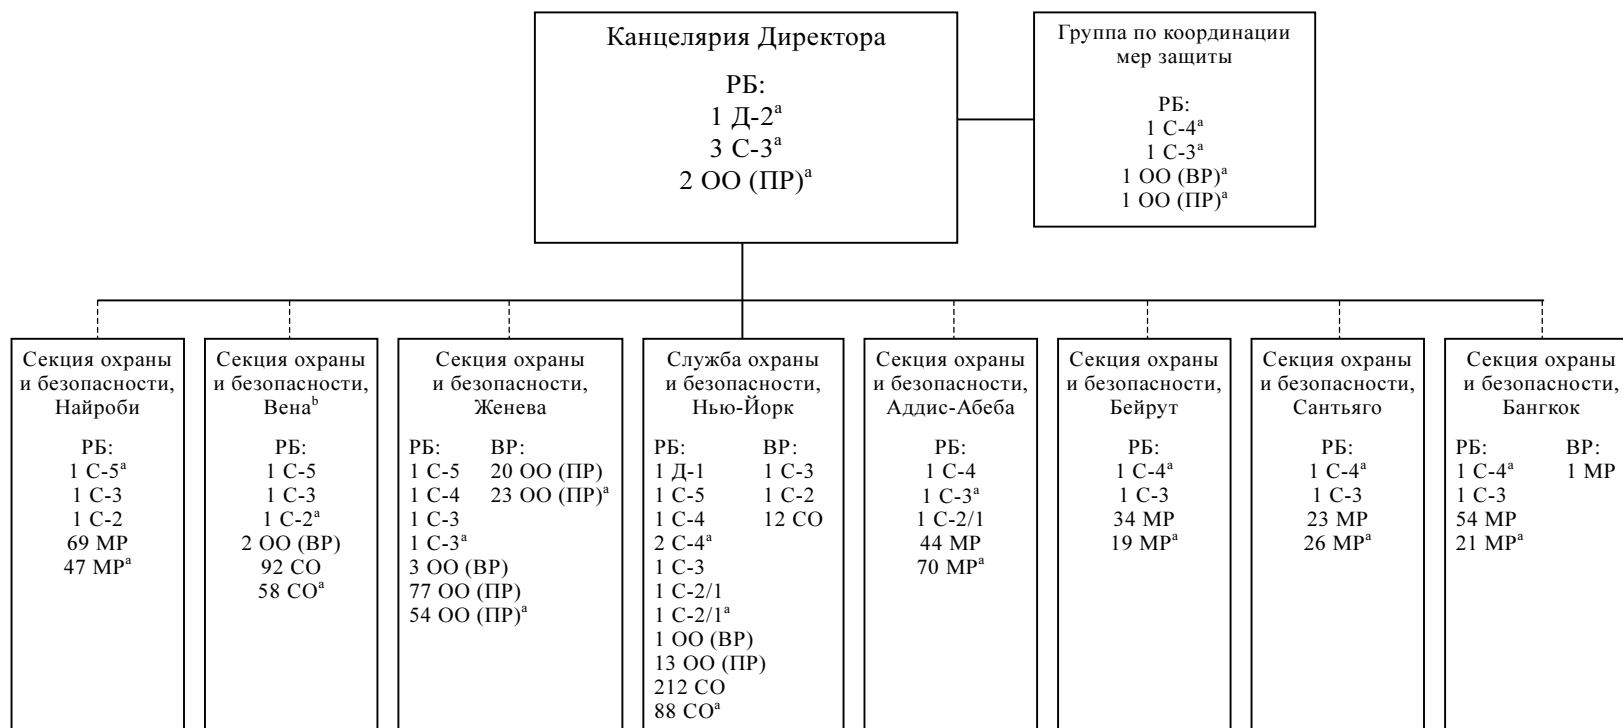 Канцелярия Директора
РБ:
1 Д-2ᵃ
3 С-3ᵃ
2 ОО (ПР)ᵃ
Группа по координации
мер защиты
РБ:
1 С-4ᵃ
1 С-3ᵃ
1 ОО (ВР)ᵃ
1 ОО (ПР)ᵃ
Секция охраны
и безопасности,
Найроби
РБ:
1 С-5ᵃ
1 С-3
1 С-2
69 МР
47 МРᵃ
Секция охраны
и безопасности,
Венаᵇ
РБ:
1 С-5
1 С-3
1 С-2ᵃ
2 ОО (ВР)
92 СО
58 СОᵃ
Секция охраны
и безопасности,
Женева
РБ:
1 С-5
1 С-4
1 С-3
1 С-3ᵃ
3 ОО (ВР)
77 ОО (ПР)
54 ОО (ПР)ᵃ
ВР:
20 ОО (ПР)
23 ОО (ПР)ᵃ
Служба охраны
и безопасности,
Нью-Йорк
РБ:
1 Д-1
1 С-5
1 С-4
2 С-4ᵃ
1 С-3
1 С-2/1
1 С-2/1ᵃ
1 ОО (ВР)
13 ОО (ПР)
212 СО
88 СОᵃ
ВР:
1 С-3
1 С-2
12 СО
Секция охраны
и безопасности,
Аддис-Абеба
РБ:
1 С-4
1 С-3ᵃ
1 С-2/1
44 МР
70 МРᵃ
Секция охраны
и безопасности,
Бейрут
РБ:
1 С-4ᵃ
1 С-3
34 МР
19 МРᵃ
Секция охраны
и безопасности,
Сантьяго
РБ:
1 С-4ᵃ
1 С-3
23 МР
26 МРᵃ
Секция охраны
и безопасности,
Бангкок
РБ:
1 С-4ᵃ
1 С-3
54 МР
21 МРᵃ
ВР:
1 МР